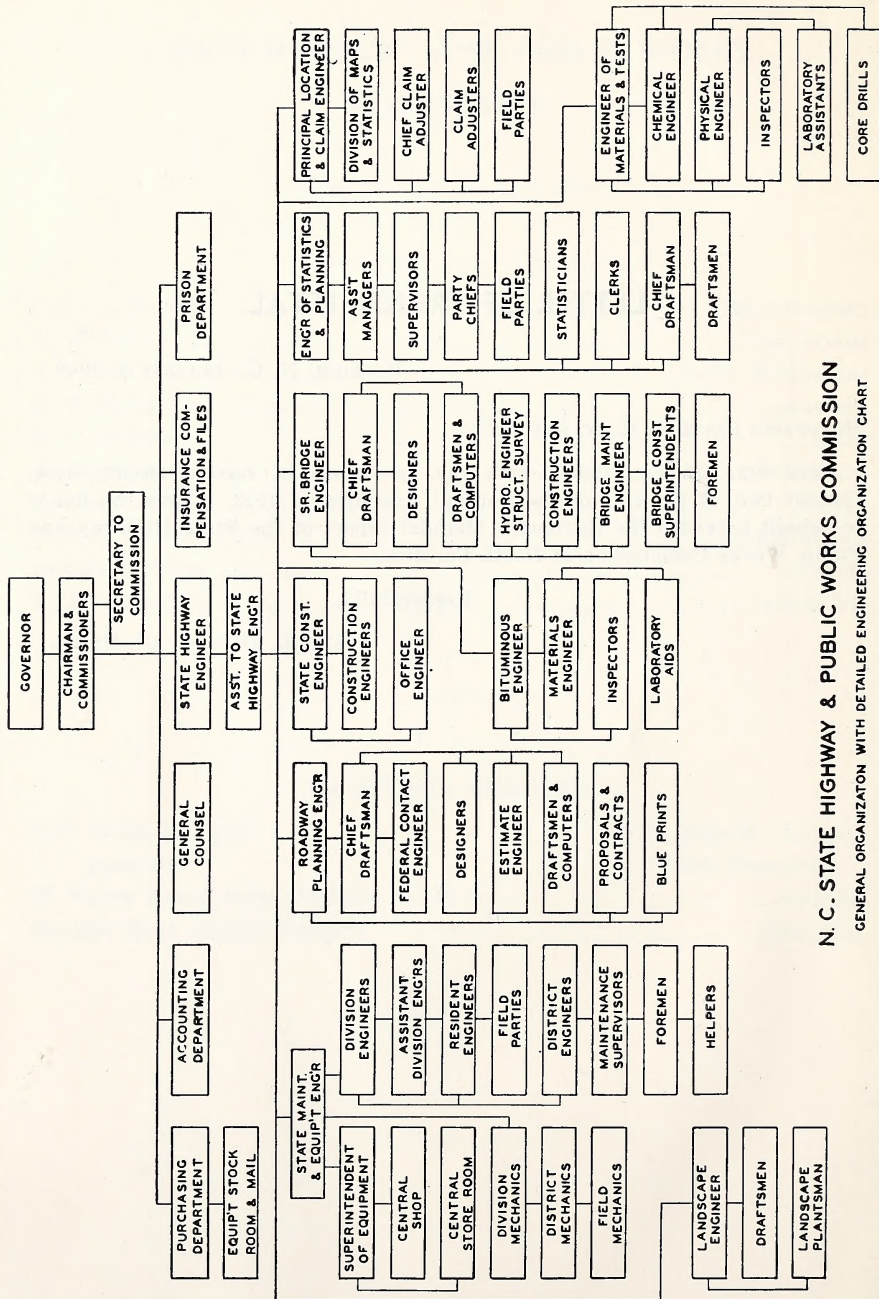 GOVERNOR
CHAIRMAN &
COMMISSIONERS
SECRETARY TO
COMMISSION
PURCHASING
DEPARTMENT
EQUIP'T STOCK
ROOM & MAIL
ACCOUNTING
DEPARTMENT
GENERAL
COUNSEL
STATE HIGHWAY
ENGINEER
ASS'T. TO STATE
HIGHWAY ENG'R
INSURANCE COM-
PENSATION & FILES
PRISON
DEPARTMENT
STATE MAINT.
& EQUIP'T ENG'R
SUPERINTENDENT
OF EQUIPMENT
CENTRAL
SHOP
CENTRAL
STORE ROOM
DIVISION
MECHANICS
DISTRICT
MECHANICS
FIELD
MECHANICS
LANDSCAPE
ENGINEER
DRAFTSMEN
LANDSCAPE
PLANTSMAN
DIVISION
ENGINEERS
ASSISTANT
DIVISION ENG'RS
RESIDENT
ENGINEERS
FIELD
PARTIES
DISTRICT
ENGINEERS
MAINTENANCE
SUPERVISORS
FOREMEN
HELPERS
ROADWAY
PLANNING ENG'R
CHIEF
DRAFTSMAN
FEDERAL CONTACT
ENGINEER
DESIGNERS
ESTIMATE
ENGINEER
DRAFTSMEN &
COMPUTERS
PROPOSALS &
CONTRACTS
BLUE PRINTS
STATE CONST.
ENGINEER
CONSTRUCTION
ENGINEERS
OFFICE
ENGINEER
BITUMINOUS
ENGINEER
MATERIALS
ENGINEER
INSPECTORS
LABORATORY
AIDS
SR. BRIDGE
ENGINEER
CHIEF
DRAFTSMAN
DESIGNERS
DRAFTSMEN &
COMPUTERS
HYDRO. ENGINEER
STRUCT. SURVEY
CONSTRUCTION
ENGINEERS
BRIDGE MAINT
ENGINEER
BRIDGE CONST
SUPERINTENDENTS
FOREMEN
ENG'R OF STATISTICS
& PLANNING
ASS'T
MANAGERS
SUPERVISORS
PARTY
CHIEFS
FIELD
PARTIES
STATISTICIANS
CLERKS
CHIEF
DRAFTSMAN
DRAFTSMEN
PRINCIPAL LOCATION
& CLAIM ENGINEER
DIVISION OF MAPS
& STATISTICS
CHIEF CLAIM
ADJUSTER
CLAIM
ADJUSTERS
FIELD
PARTIES
ENGINEER OF
MATERIALS & TESTS
CHEMICAL
ENGINEER
PHYSICAL
ENGINEER
INSPECTORS
LABORATORY
ASSISTANTS
CORE DRILLS
N. C. STATE HIGHWAY & PUBLIC WORKS COMMISSION
GENERAL ORGANIZATON WITH DETAILED ENGINEERING ORGANIZATION CHART